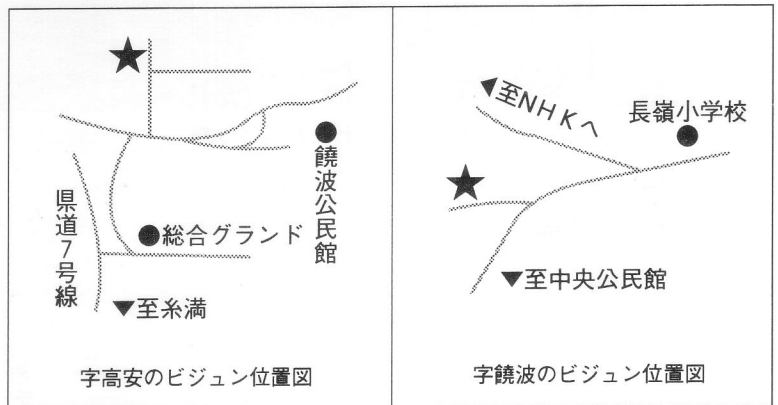 饒波公民館
県道7号線
総合グランド
至糸満
字高安のビジュン位置図
至NHKへ
長嶺小学校
至中央公民館
字饒波のビジュン位置図